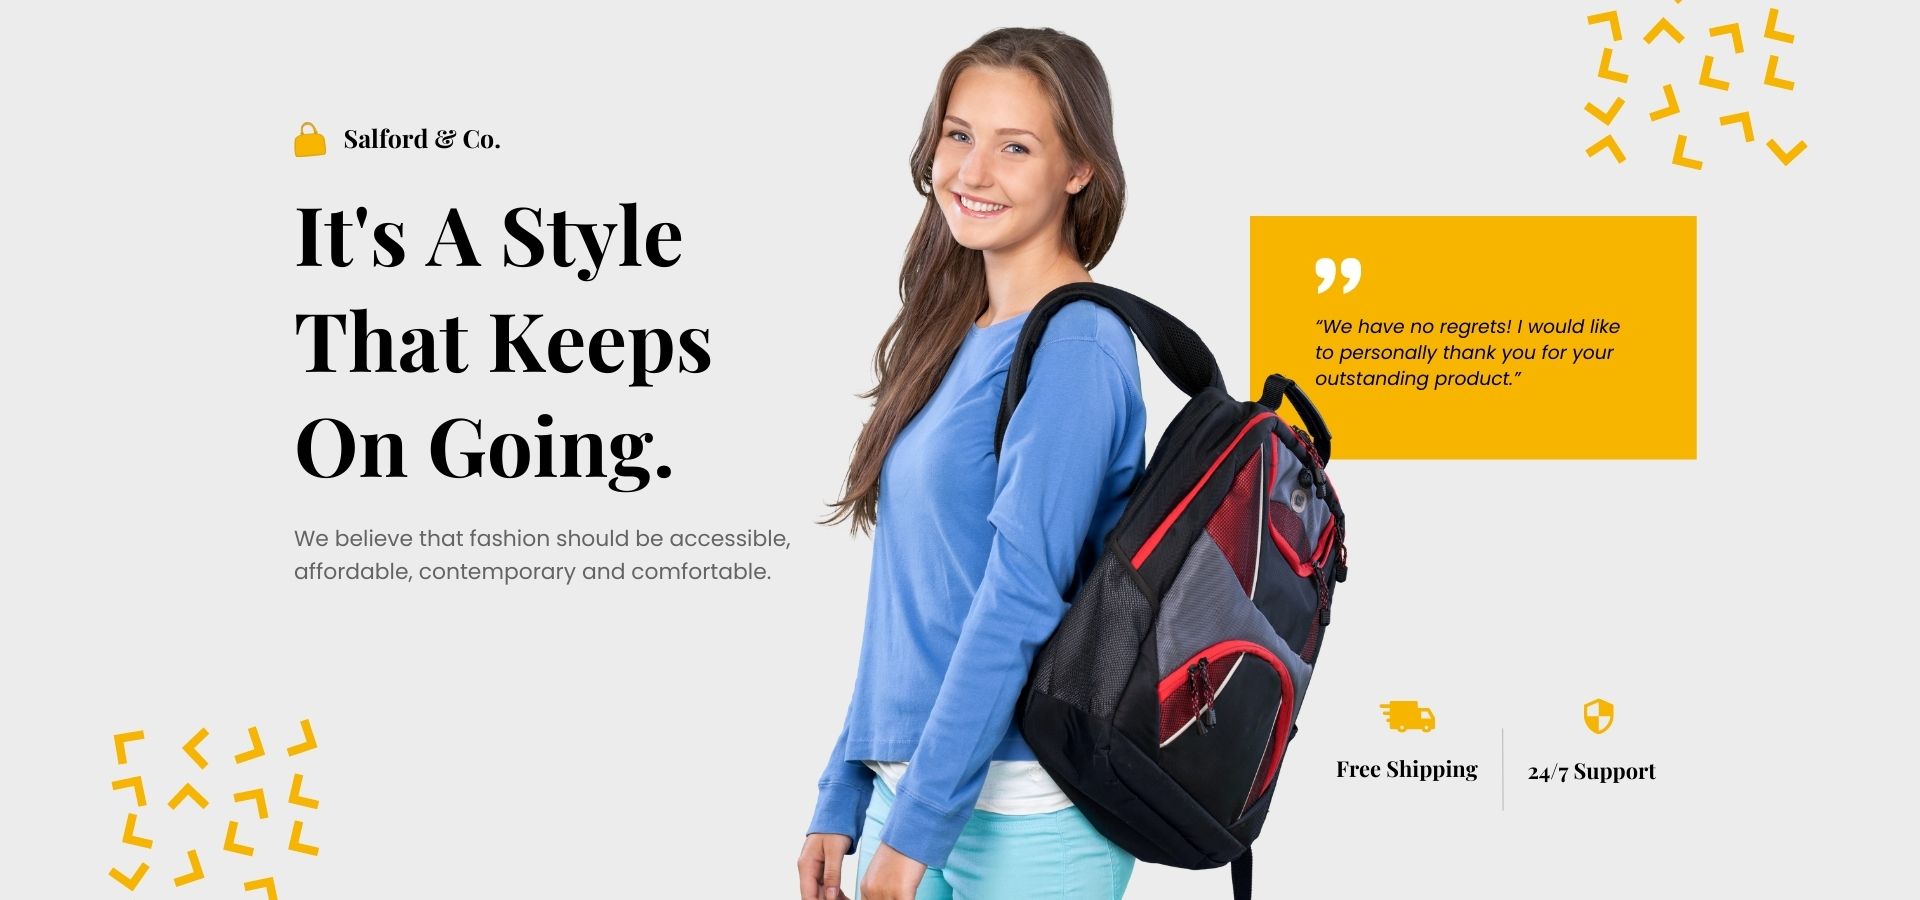 Salford & Co.
It's A Style
That Keeps
On Going.
We believe that fashion should be accessible,
affordable, contemporary and comfortable.
”
“We have no regrets! I would like
to personally thank you for your
outstanding product.”
Free Shipping
24/7 Support